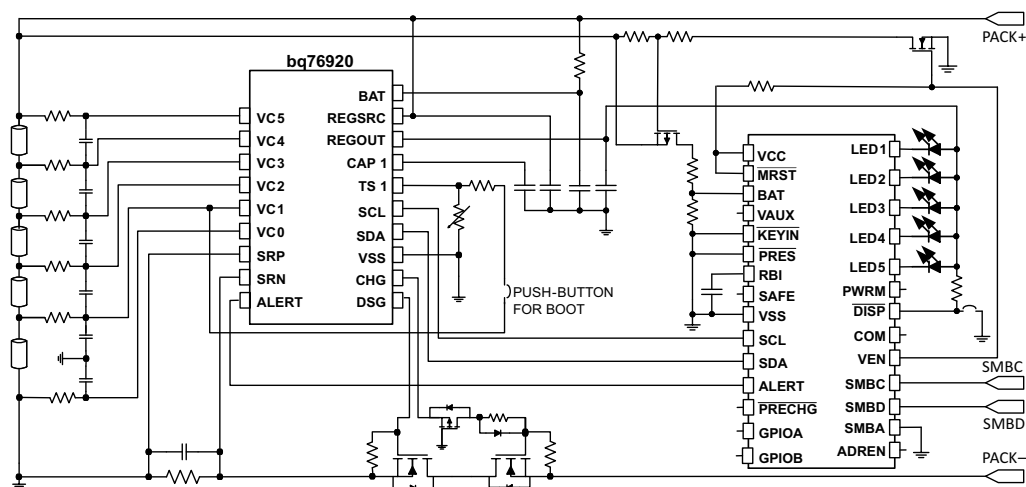 PACK+
bq76920
VC5
VC4
VC3
VC2
VC1
VC0
SRP
SRN
ALERT
BAT
REGSRC
REGOUT
CAP 1
TS 1
SCL
SDA
VSS
CHG
DSG
PUSH-BUTTON
FOR BOOT
VCC
MRST
BAT
VAUX
KEYIN
PRES
RBI
SAFE
VSS
SCL
SDA
ALERT
PRECHG
GPIOA
GPIOB
LED1
LED2
LED3
LED4
LED5
PWRM
DISP
COM
VEN
SMBC
SMBD
SMBA
ADREN
SMBC
SMBD
PACK–